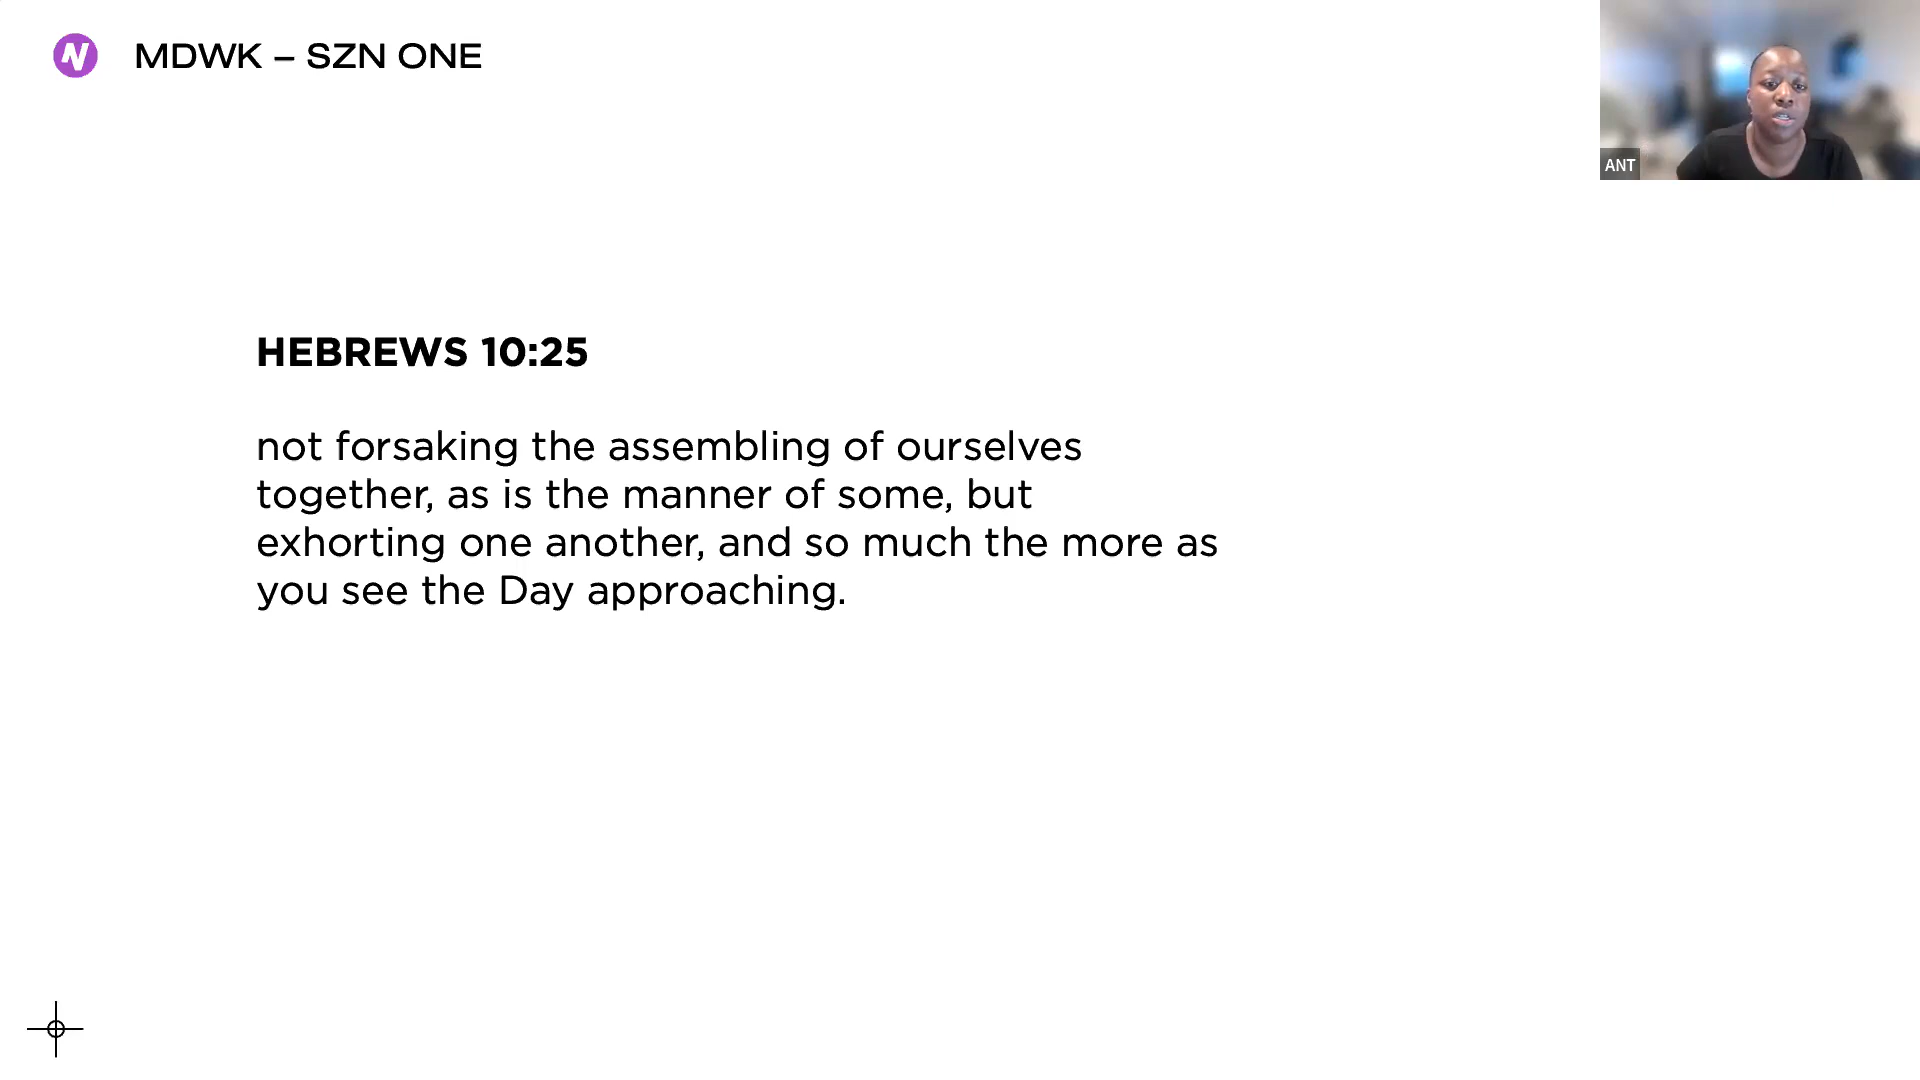 N
MDWK – SZN ONE
ANT
HEBREWS 10:25
not forsaking the assembling of ourselves
together, as is the manner of some, but
exhorting one another, and so much the more as
you see the Day approaching.